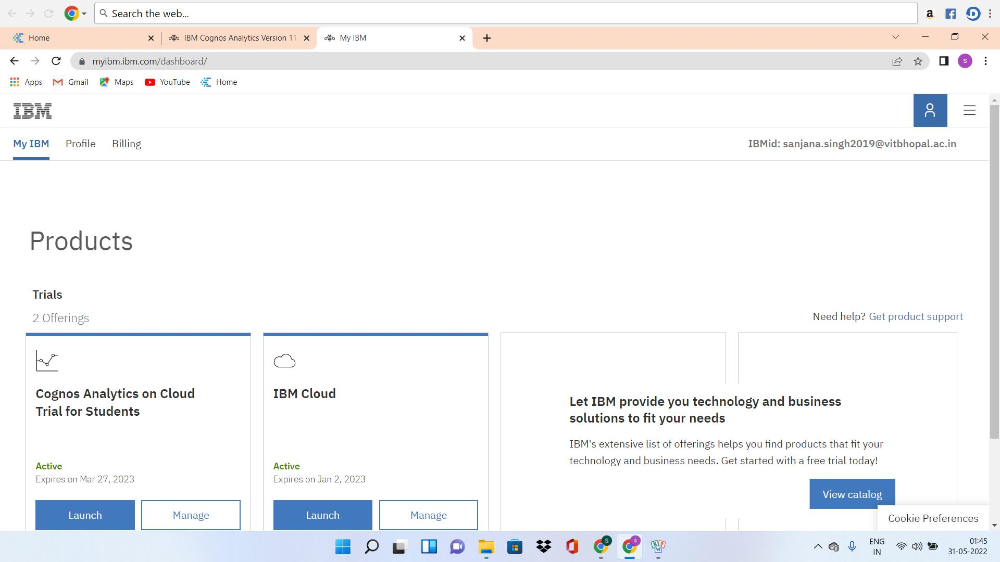 Search the web...
a
Home
IBM Cognos Analytics Version 11
My IBM
myibm.ibm.com/dashboard/
S
Apps
Gmail
Maps
YouTube
Home
IBM
My IBM
Profile
Billing
IBMid: sanjana.singh2019@vitbhopal.ac.in
Products
Trials
2 Offerings
Need help? Get product support
Cognos Analytics on Cloud
Trial for Students
Active
Expires on Mar 27, 2023
Launch
Manage
IBM Cloud
Active
Expires on Jan 2, 2023
Launch
Manage
Let IBM provide you technology and business
solutions to fit your needs
IBM's extensive list of offerings helps you find products that fit your
technology and business needs. Get started with a free trial today!
View catalog
Cookie Preferences
S
S
ENG
IN
01:45
31-05-2022